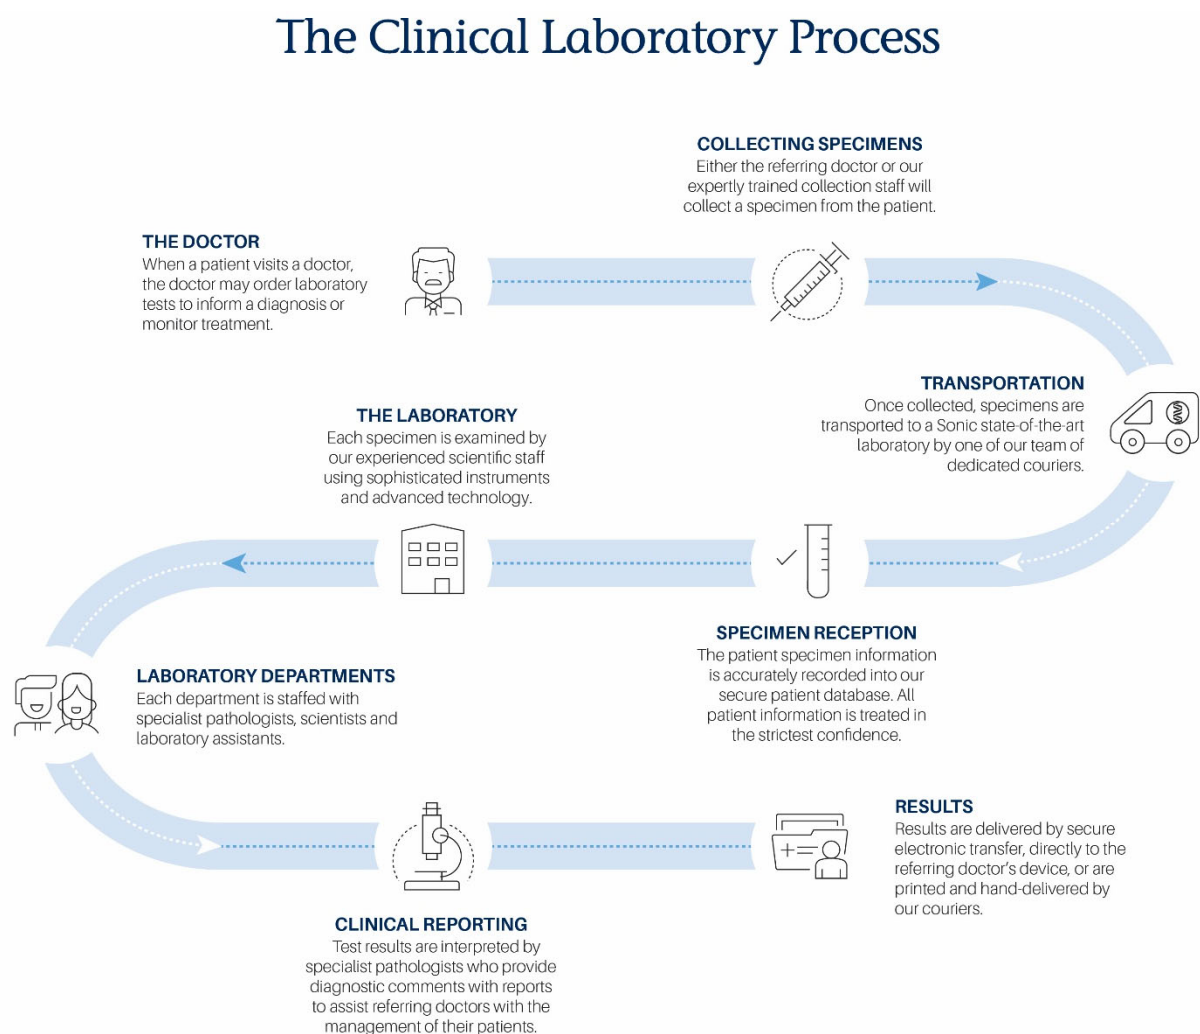 The Clinical Laboratory Process
THE DOCTOR
When a patient visits a doctor,
the doctor may order laboratory
tests to inform a diagnosis or
monitor treatment.
COLLECTING SPECIMENS
Either the referring doctor or our
expertly trained collection staff will
collect a specimen from the patient.
TRANSPORTATION
Once collected, specimens are
transported to a Sonic state-of-the-art
laboratory by one of our team of
dedicated couriers.
SPECIMEN RECEPTION
The patient specimen information
is accurately recorded into our
secure patient database. All
patient information is treated in
the strictest confidence.
THE LABORATORY
Each specimen is examined by
our experienced scientific staff
using sophisticated instruments
and advanced technology.
LABORATORY DEPARTMENTS
Each department is staffed with
specialist pathologists, scientists and
laboratory assistants.
CLINICAL REPORTING
Test results are interpreted by
specialist pathologists who provide
diagnostic comments with reports
to assist referring doctors with the
management of their patients.
RESULTS
Results are delivered by secure
electronic transfer, directly to the
referring doctor's device, or are
printed and hand-delivered by
our couriers.